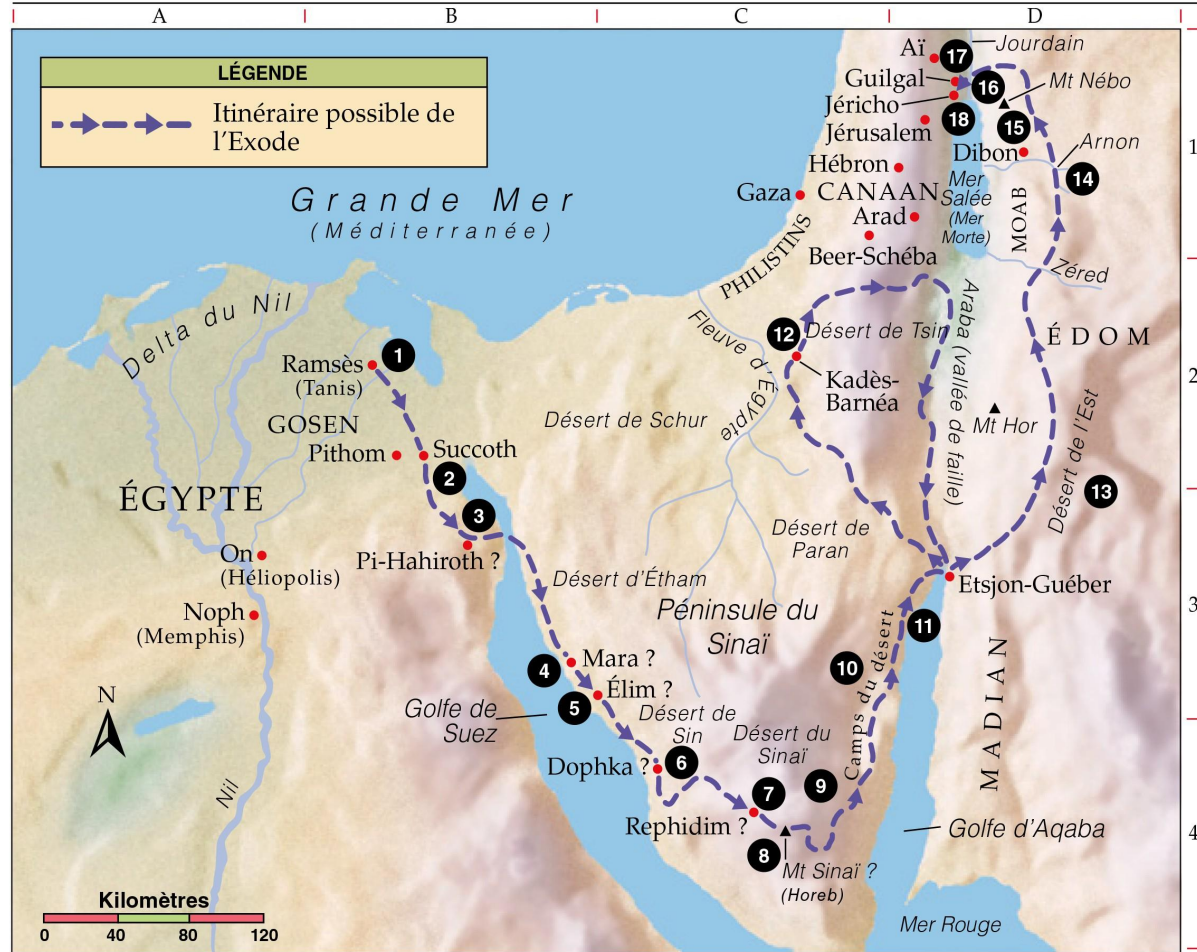 A
B
C
D
LÉGENDE
Itinéraire possible de
l'Exode
Grande Mer
(Méditerranée)
Aï
17
Jourdain
Guilgal
16
Mt Nébo
Jéricho
18
15
Jérusalem
Dibon
Arnon
1
Hébron
14
Gaza
CANAAN
Mer
Salée
(Mer
Morte)
Arad
MOAB
Beer-Schéba
PHILISTINS
Zéred
Delta du Nil
1
Ramsès
(Tanis)
GOSEN
Pithom
Succoth
2
3
ÉGYPTE
Pi-Hahiroth ?
On
(Héliopolis)
Noph
(Memphis)
Fleuve d'Égypte
12
Désert de Tsin
Araba (vallée de faille)
ÉDOM
2
Kadès-
Barnéa
Désert de Schur
Mt Hor
Désert de l'Est
13
Désert de
Paran
Désert d'Étham
Etsjon-Guéber
3
Péninsule du
Sinaï
11
4
Mara ?
10
Élim ?
5
Golfe de
Suez
Désert de
Sin
Désert du
Sinaï
Camps du désert
MADIAN
N
Dophka ?
6
7
9
Rephidim ?
8
Mt Sinaï ?
(Horeb)
Golfe d'Aqaba
4
Nil
Kilomètres
0
40
80
120
Mer Rouge